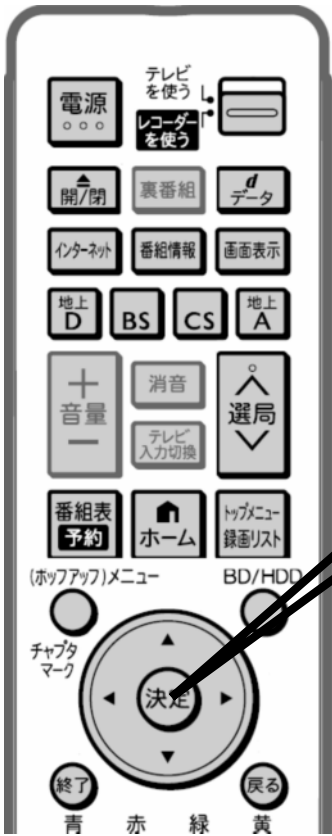 テレビ
を使う
電源
レコーダー
を使う
開/閉
裏番組
d
データ
インターネット
番組情報
画面表示
地上
D
BS
CS
地上
A
+
音量
−
消音
テレビ
入力切換
選局
番組表
予約
ホーム
トップメニュー
録画リスト
(ポップアップ)メニュー
BD/HDD
チャプタ
マーク
決定
終了
戻る
青 赤 緑 黄